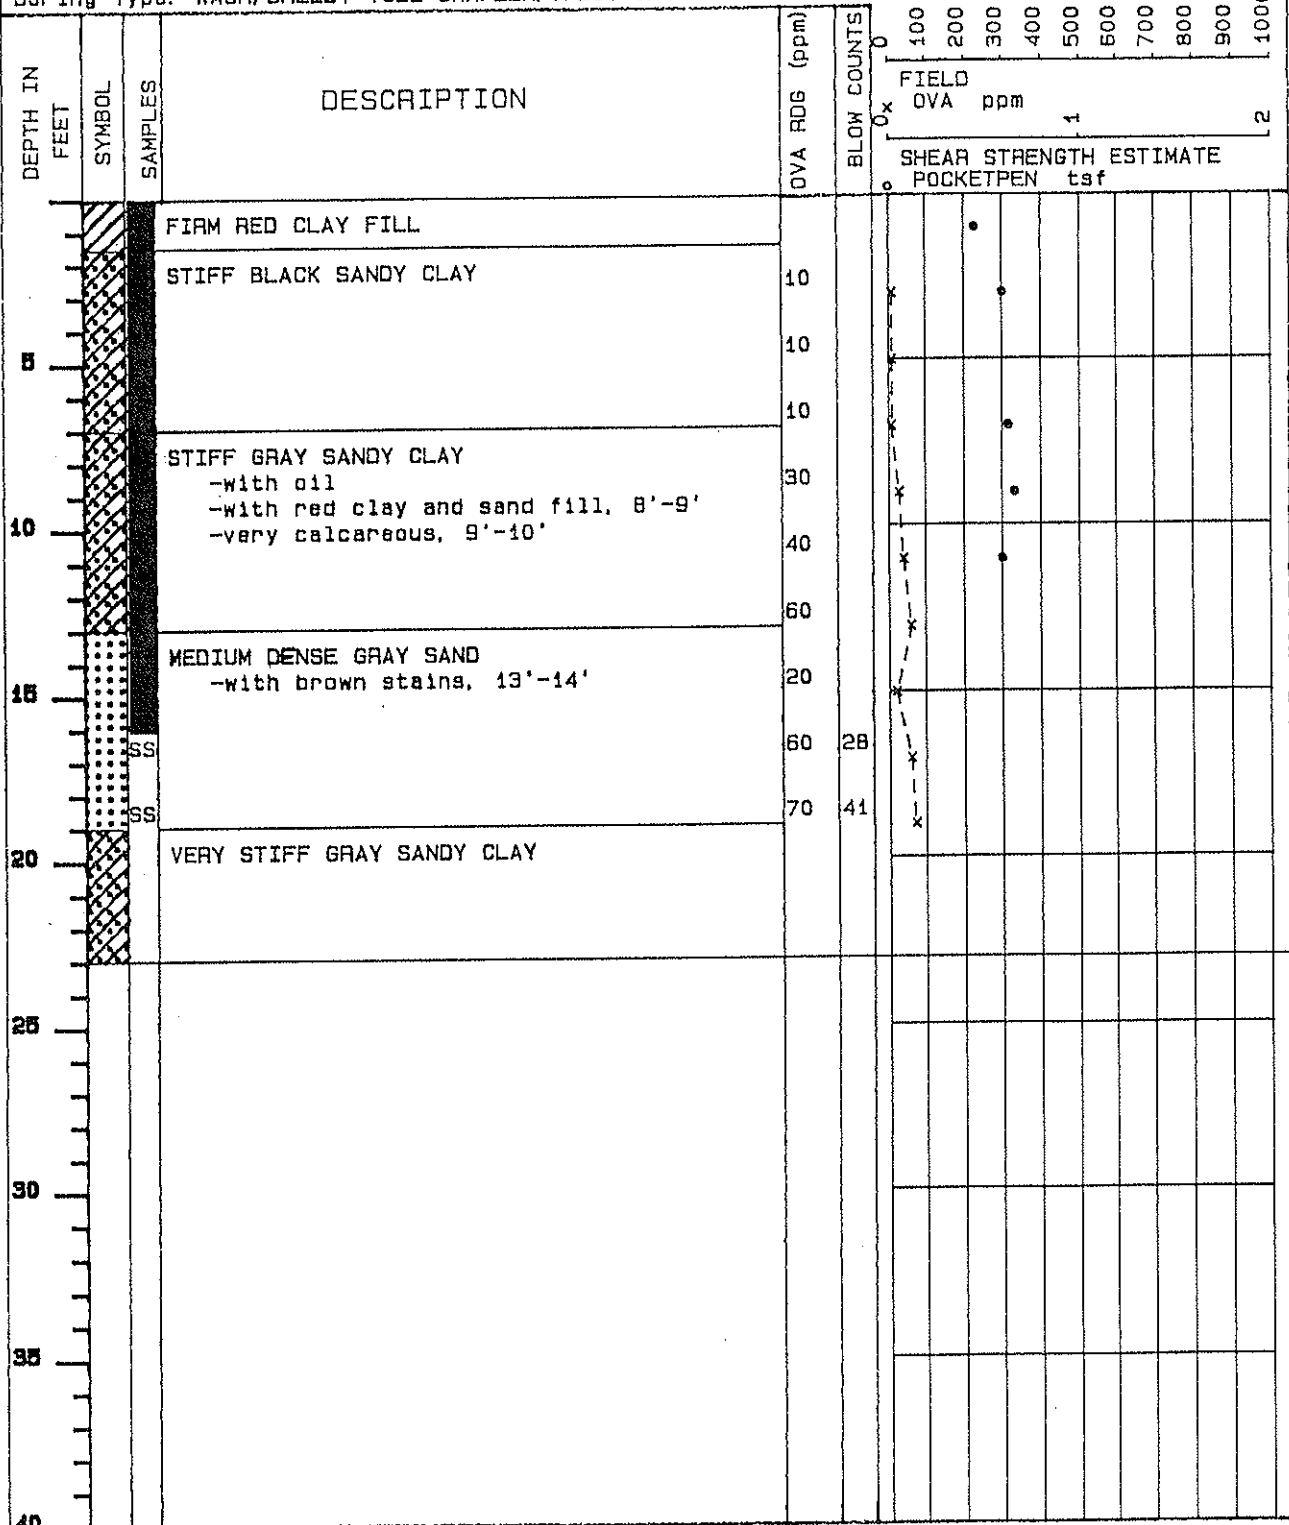 Boring Type:
DEPTH IN FEET
SYMBOL
SAMPLES
DESCRIPTION
OVA RDG (ppm)
BLOW COUNTS
0 100 200 300 400 500 600 700 800 900 1000
FIELD
x OVA ppm
0 1 2
SHEAR STRENGTH ESTIMATE
o POCKETPEN tsf
FIRM RED CLAY FILL
STIFF BLACK SANDY CLAY
10
10
5
10
STIFF GRAY SANDY CLAY
-with oil
30
-with red clay and sand fill, 8'-9'
-very calcareous, 9'-10'
10
40
60
MEDIUM DENSE GRAY SAND
-with brown stains, 13'-14'
20
15
SS 60 28
SS 70 41
VERY STIFF GRAY SANDY CLAY
20
25
30
35
40